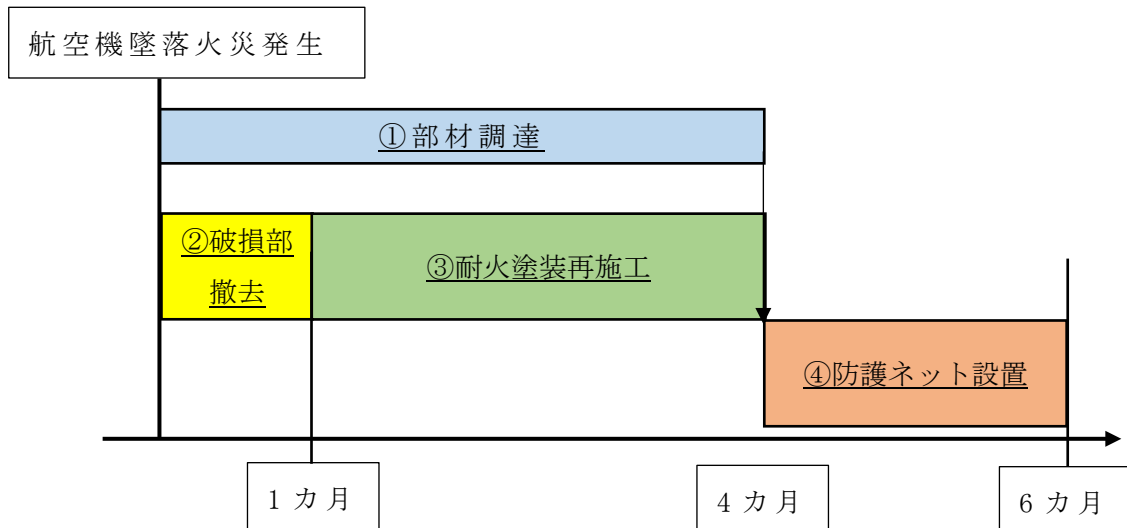 航空機墜落火災発生
①部材調達
②破損部
撤去
③耐火塗装再施工
④防護ネット設置
1カ月
4カ月
6カ月